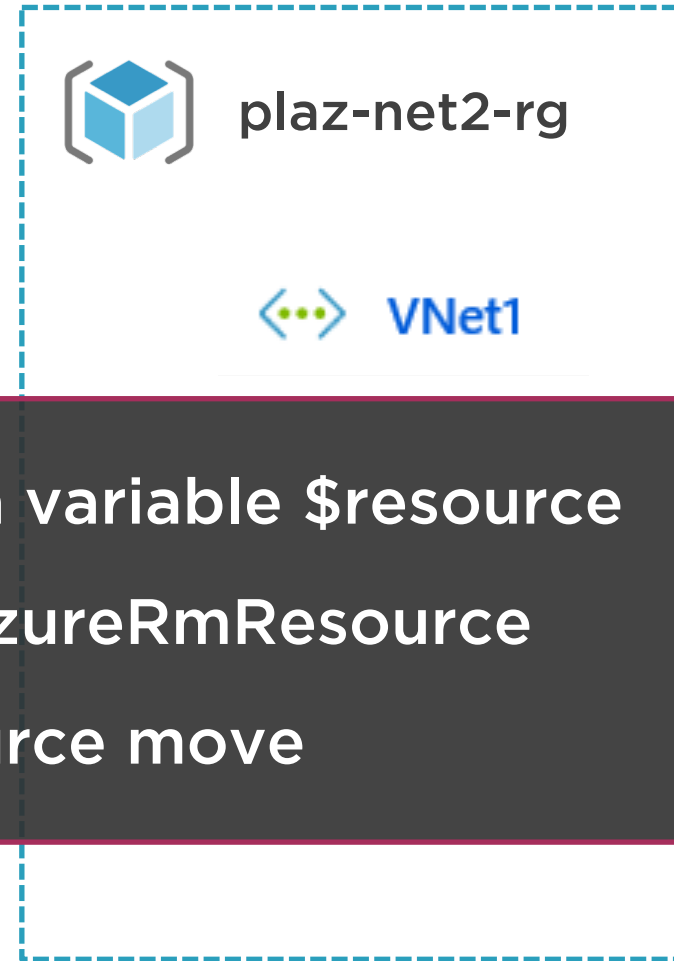 plaz-net2-rg
VNet1
variable $resource
zureRmResource
rce move